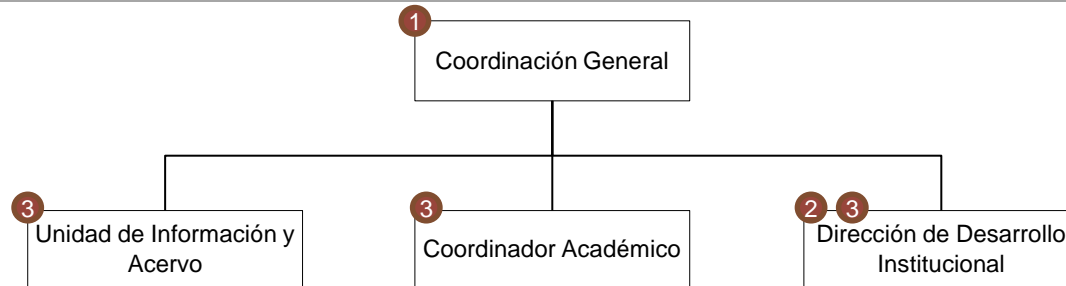 1
Coordinación General
3
Unidad de Información y
Acervo
3
Coordinador Académico
2 3
Dirección de Desarrollo
Institucional